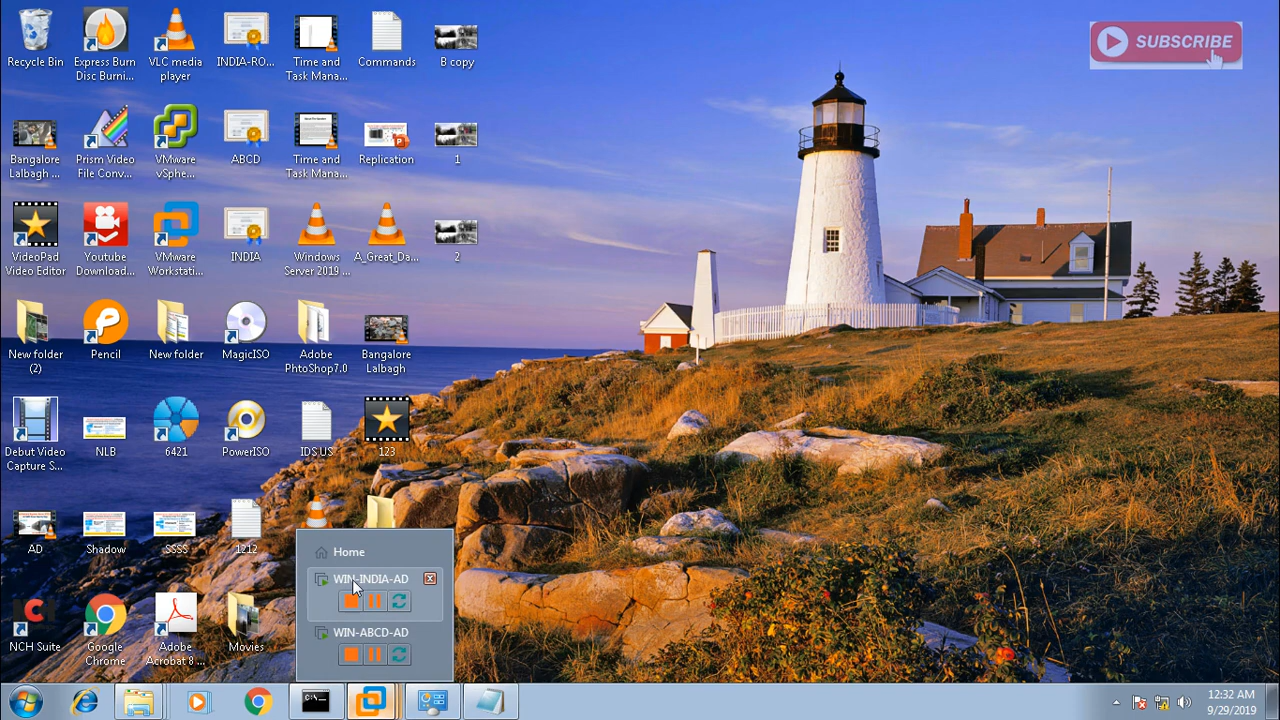 SUBSCRIBE
Recycle Bin
Express Burn
Disc Burni...
VLC media
player
INDIA-RO...
Time and
Task Mana...
Commands
B copy
Bangalore
Lalbagh ...
Prism Video
File Conv...
VMware
vSphe...
ABCD
Time and
Task Mana...
Replication
1
VideoPad
Video Editor
Youtube
Download...
VMware
Workstati...
INDIA
Windows
Server 2019 ...
A_Great_Da...
2
New folder
(2)
Pencil
New folder
MagicISO
Adobe
PhtoShop7.0
Bangalore
Lalbagh
Debut Video
Capture S...
NLB
6421
PowerISO
IDS US
123
AD
Shadow
SSSS
1212
NCH Suite
Google
Chrome
Adobe
Acrobat 8 ...
Movies
Home
WIN-INDIA-AD
WIN-ABCD-AD
12:32 AM
9/29/2019